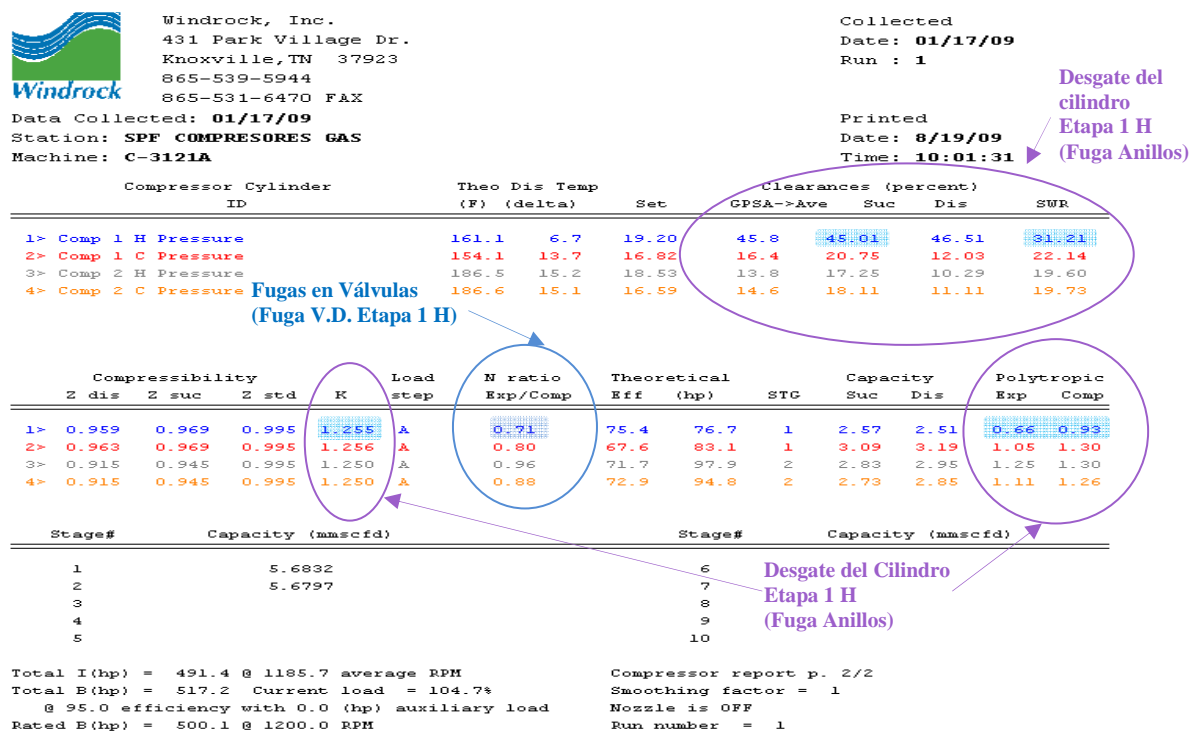 Windrock
Windrock, Inc.
431 Park Village Dr.
Knoxville,TN 37923
865-539-5944
865-531-6470 FAX
Collected
Date: 01/17/09
Run : 1
Data Collected: 01/17/09
Station: SPF COMPRESORES GAS
Machine: C-3121A
Printed
Date: 8/19/09
Time: 10:01:31
Desgate del
cilindro
Etapa 1 H
(Fuga Anillos)
Compressor Cylinder Theo Dis Temp Clearances (percent)
ID (F) (delta) Set GPSA->Ave Suc Dis SWR
1> Comp 1 H Pressure 161.1 6.7 19.20 45.8 45.01 46.51 31.21
2> Comp 1 C Pressure 154.1 13.7 16.82 16.4 20.75 12.03 22.14
3> Comp 2 H Pressure 186.5 15.2 18.53 13.8 17.25 10.29 19.60
4> Comp 2 C Pressure 186.6 15.1 16.59 14.6 18.11 11.11 19.73
Fugas en Válvulas
(Fuga V.D. Etapa 1 H)
Compressibility Load N ratio Theoretical Capacity Polytropic
Z dis Z suc Z std K step Exp/Comp Eff (hp) STG Suc Dis Exp Comp
1> 0.959 0.969 0.995 1.255 A 0.71 75.4 76.7 1 2.57 2.51 0.66 0.93
2> 0.963 0.969 0.995 1.256 A 0.80 67.6 83.1 1 3.09 3.19 1.05 1.30
3> 0.915 0.945 0.995 1.250 A 0.96 71.7 97.9 2 2.83 2.95 1.25 1.30
4> 0.915 0.945 0.995 1.250 A 0.88 72.9 94.8 2 2.73 2.85 1.11 1.26
Stage# Capacity (mmscfd) Stage# Capacity (mmscfd)
1 5.6832 6
2 5.6797 7
3 8
4 9
5 10
Desgate del Cilindro
Etapa 1 H
(Fuga Anillos)
Total I(hp) = 491.4 @ 1185.7 average RPM Compressor report p. 2/2
Total B(hp) = 517.2 Current load = 104.7% Smoothing factor = 1
@ 95.0 efficiency with 0.0 (hp) auxiliary load Nozzle is OFF
Rated B(hp) = 500.1 @ 1200.0 RPM Run number = 1